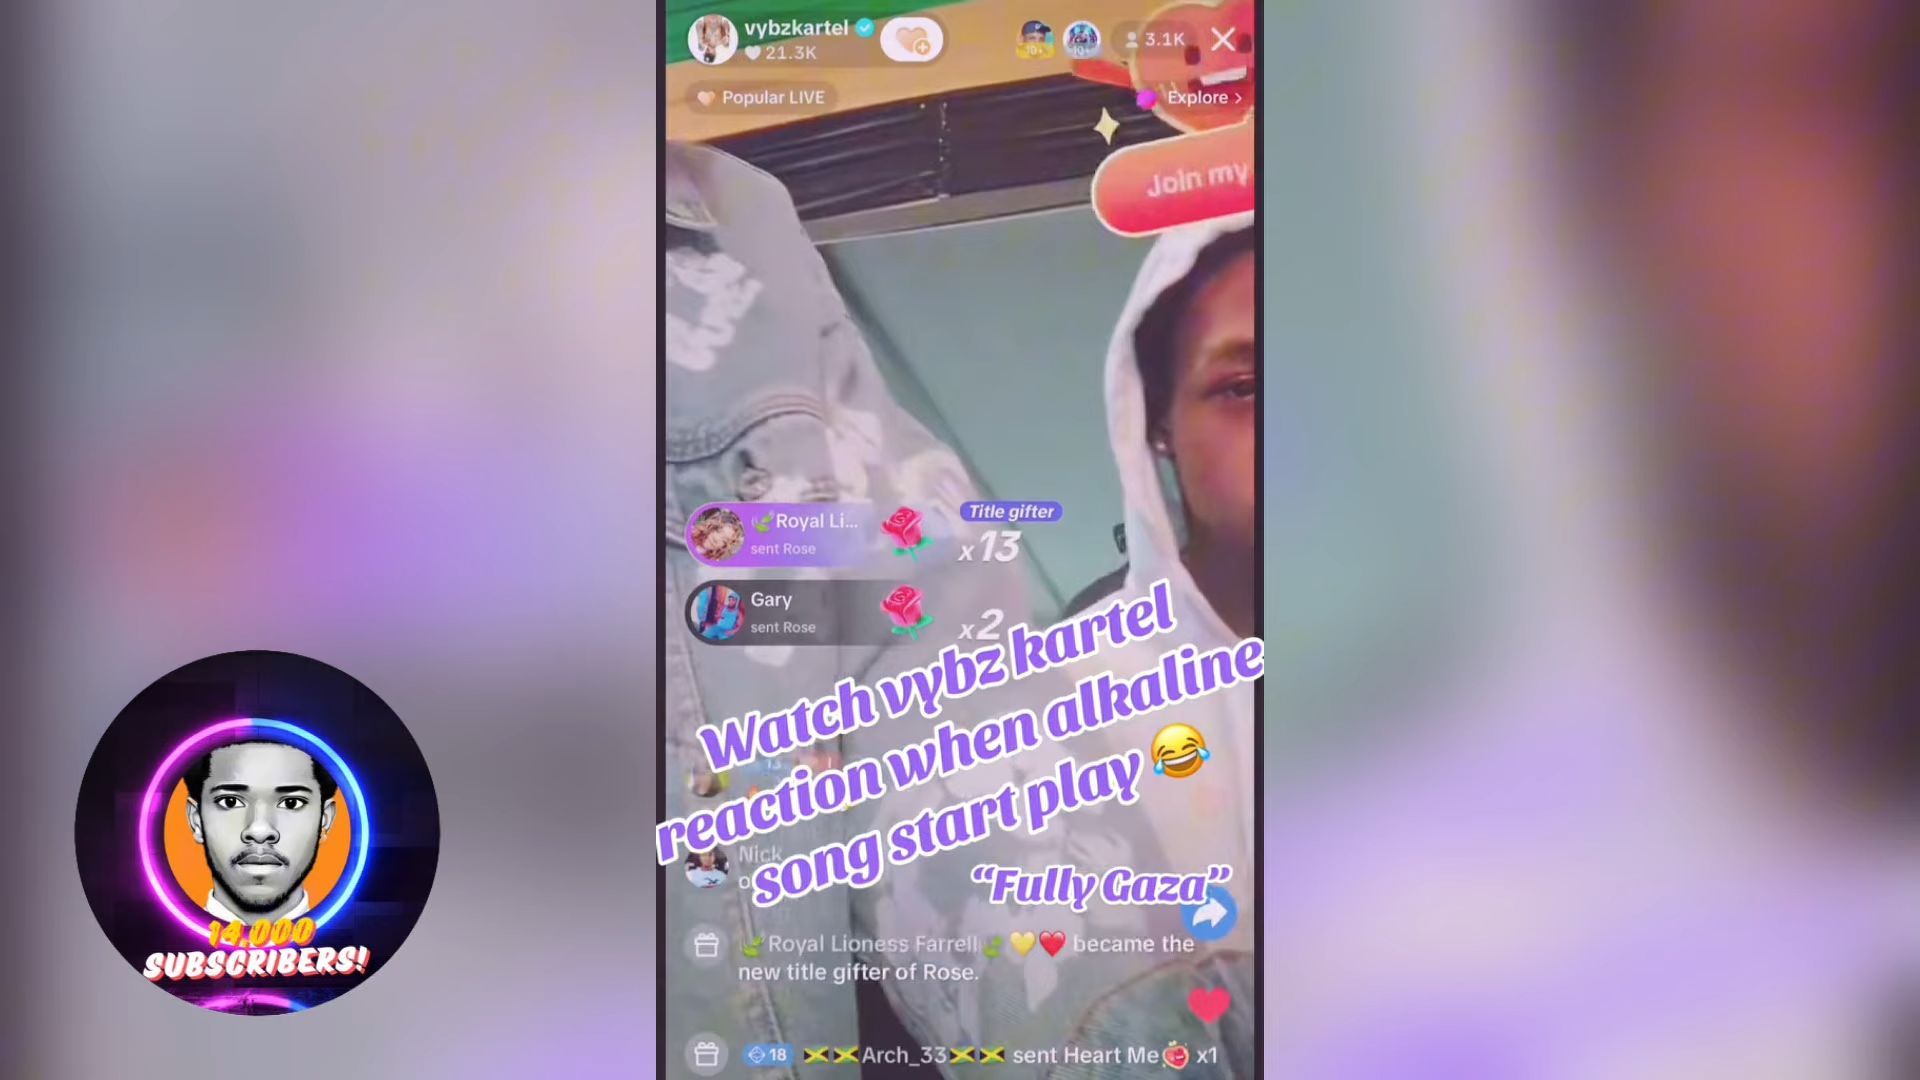 vybzkartel
21.3K
10+
10+
3.1K
Popular LIVE
Explore >
Join my
Royal Li...
sent Rose
Title gifter
x13
Gary
sent Rose
x2
Watch vybz kartel
reaction when alkaline
song start play 😂
"Fully Gaza"
Nick
🌿Royal Lioness Farrell🌿💛❤️ became the
new title gifter of Rose.
18 🇯🇲🇯🇲Arch_33🇯🇲🇯🇲 sent Heart Me x1
14.000
SUBSCRIBERS!